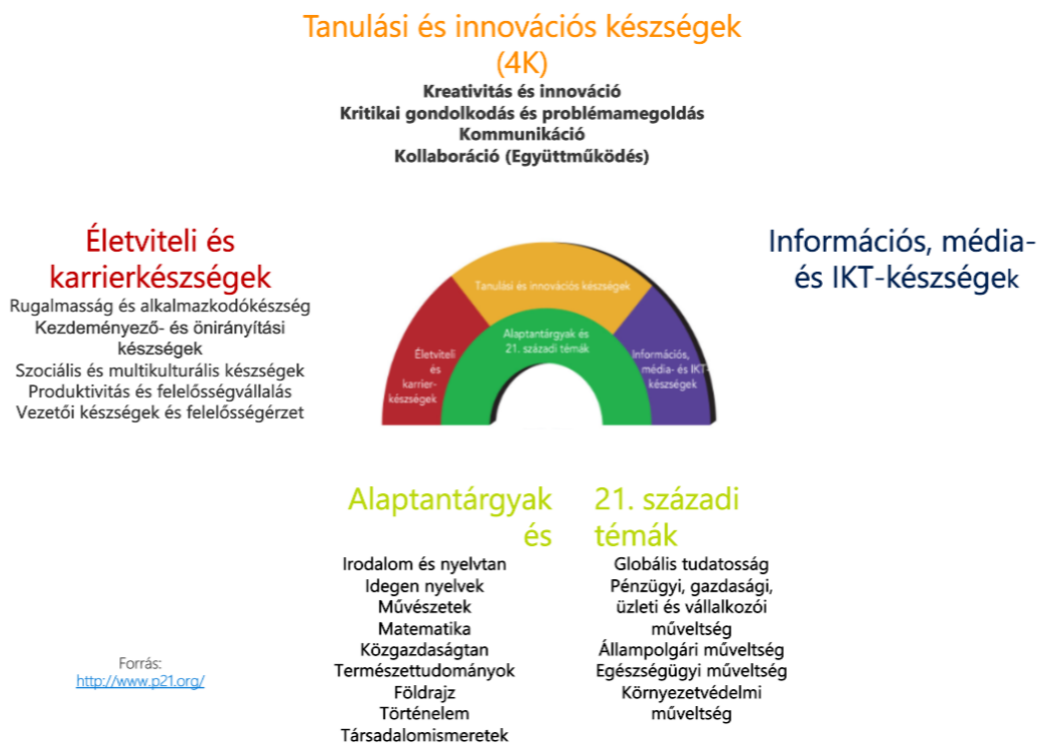 Tanulási és innovációs készségek
(4K)
Kreativitás és innováció
Kritikai gondolkodás és problémamegoldás
Kommunikáció
Kollaboráció (Együttműködés)
Életviteli és
karrierkészségek
Rugalmasság és alkalmazkodókészség
Kezdeményező- és önirányítási
készségek
Szociális és multikulturális készségek
Produktivitás és felelősségvállalás
Vezetői készségek és felelősségérzet
Tanulási és innovációs készségek
Alaptantárgyak és
21. századi témák
Életviteli
és
karrier-
készségek
Információs,
média- és IKT-
készségek
Információs, média-
és IKT-készségek
Alaptantárgyak
és
Irodalom és nyelvtan
Idegen nyelvek
Művészetek
Matematika
Közgazdaságtan
Természettudományok
Földrajz
Történelem
Társadalomismeretek
21. századi
témák
Globális tudatosság
Pénzügyi, gazdasági,
üzleti és vállalkozói
műveltség
Állampolgári műveltség
Egészségügyi műveltség
Környezetvédelmi
műveltség
Forrás:
http://www.p21.org/